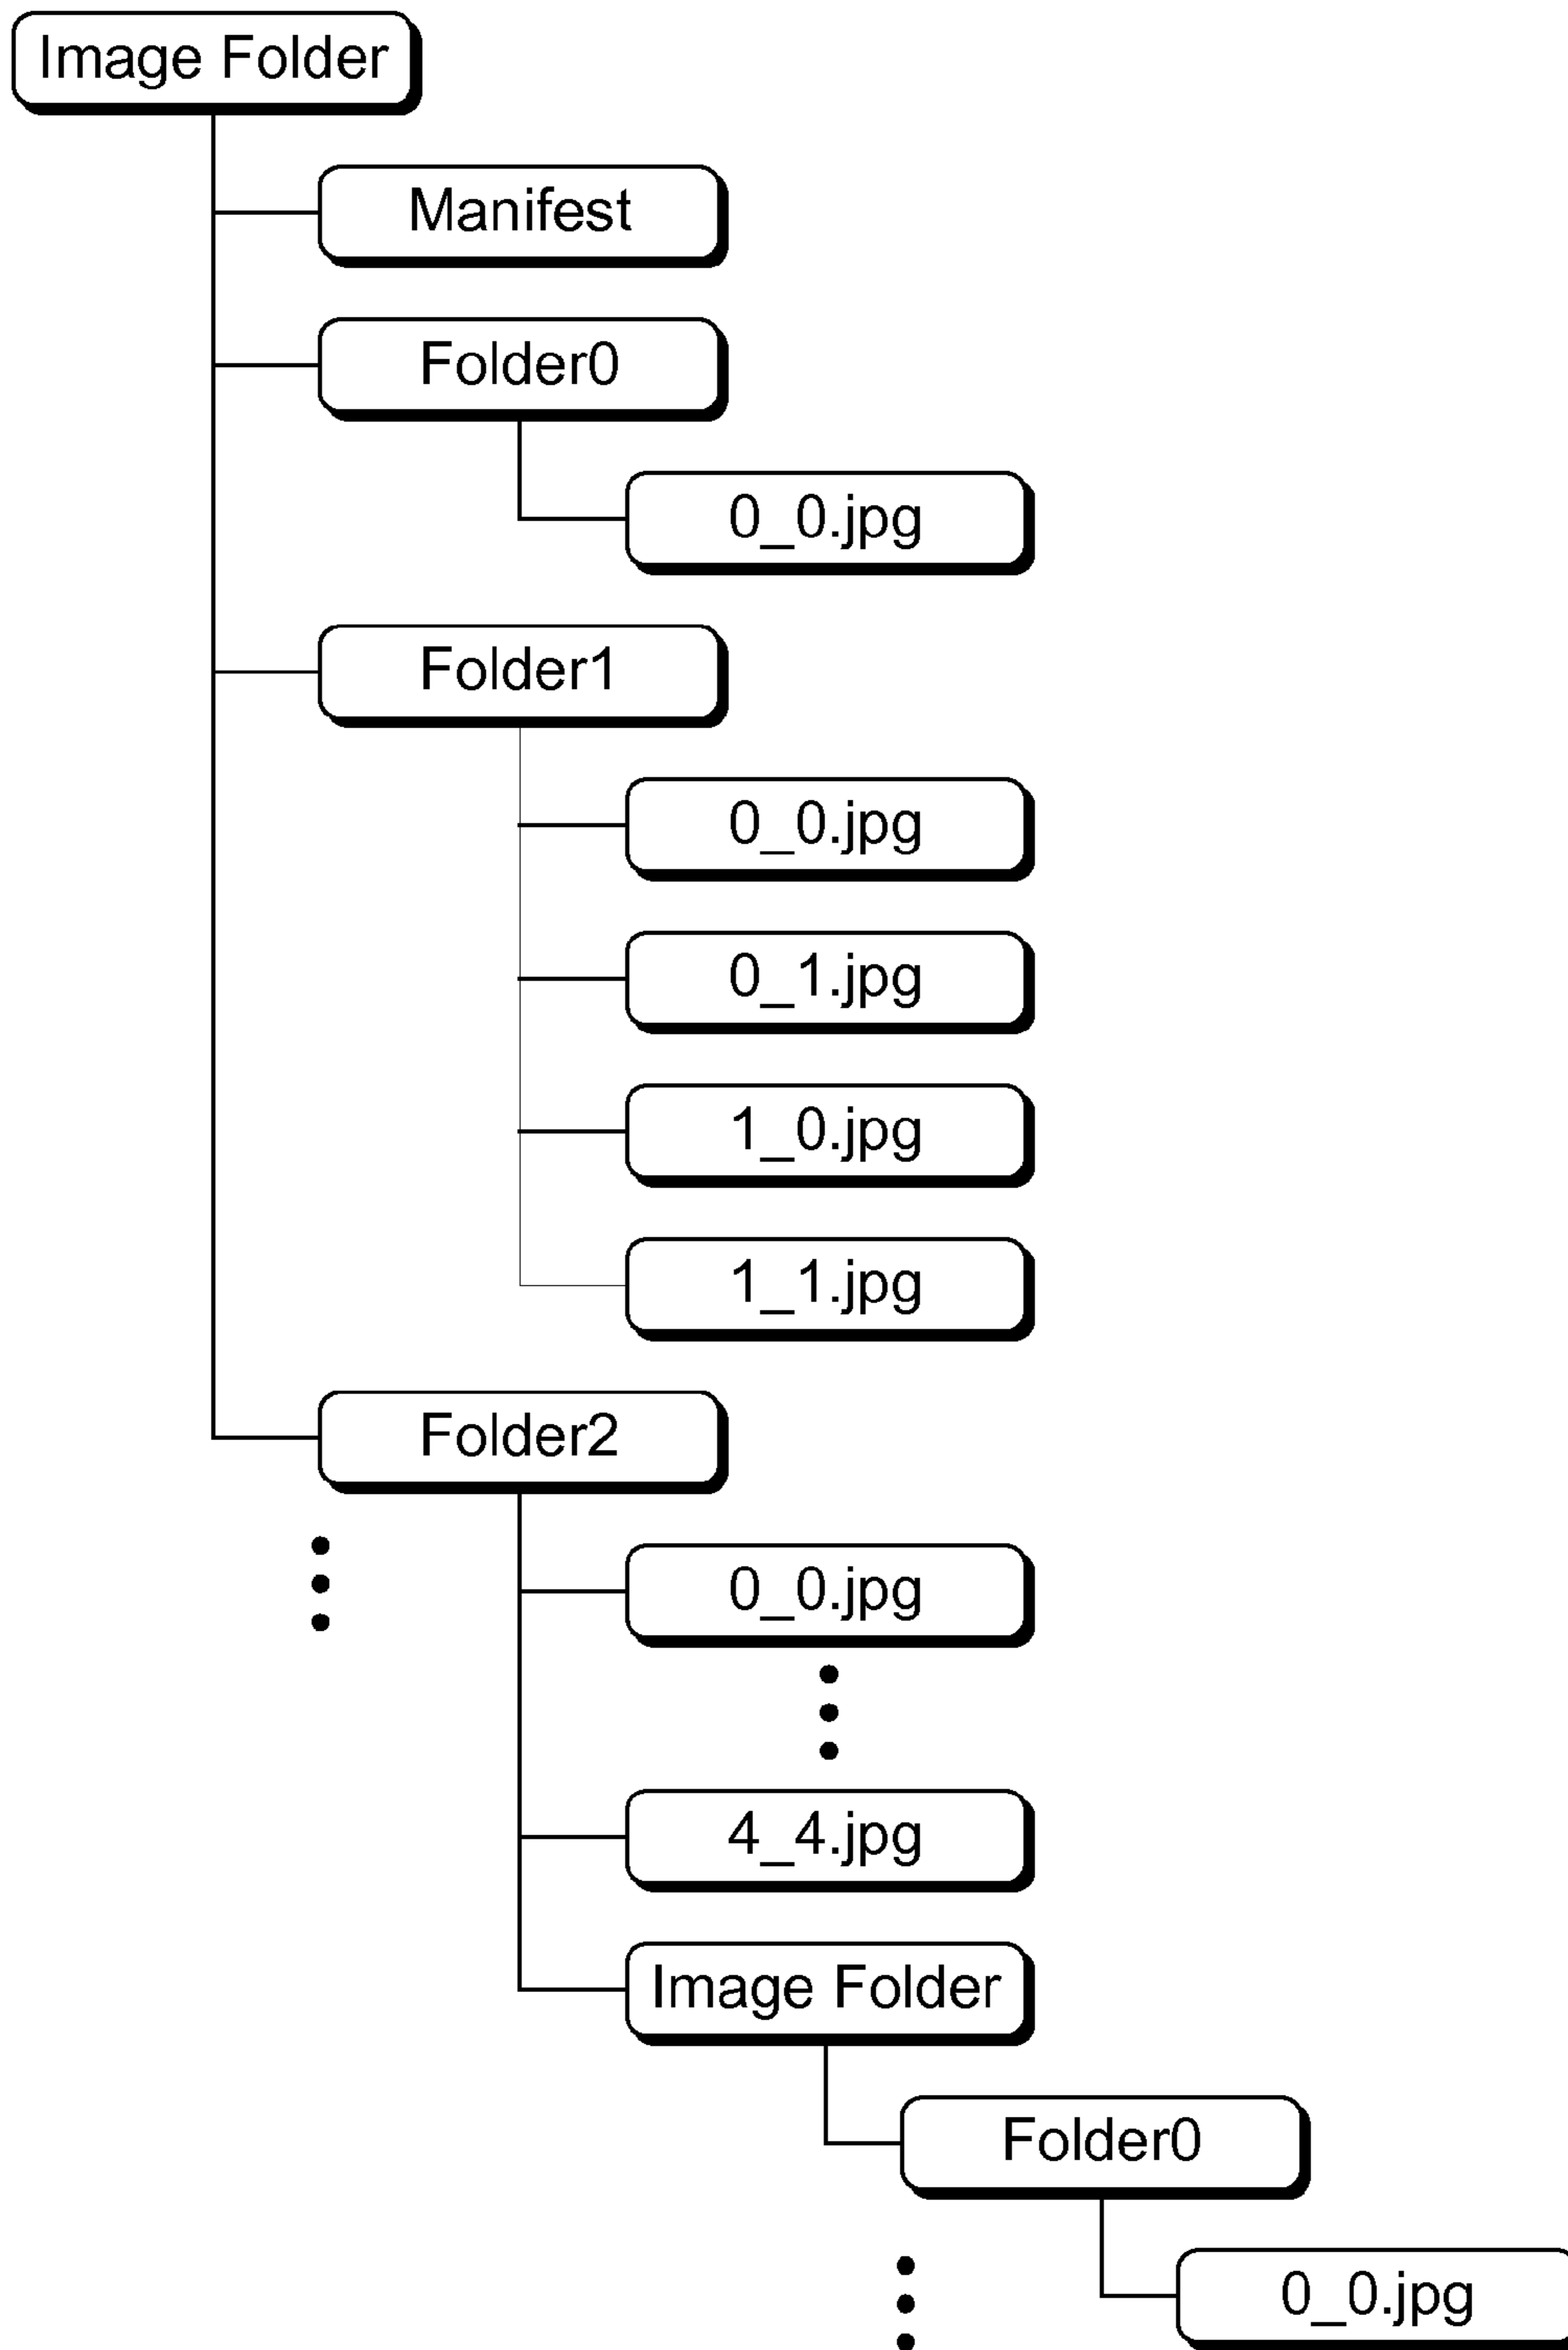 Image Folder
Manifest
Folder0
0_0.jpg
Folder1
0_0.jpg
0_1.jpg
1_0.jpg
1_1.jpg
Folder2
0_0.jpg
4_4.jpg
Image Folder
Folder0
0_0.jpg